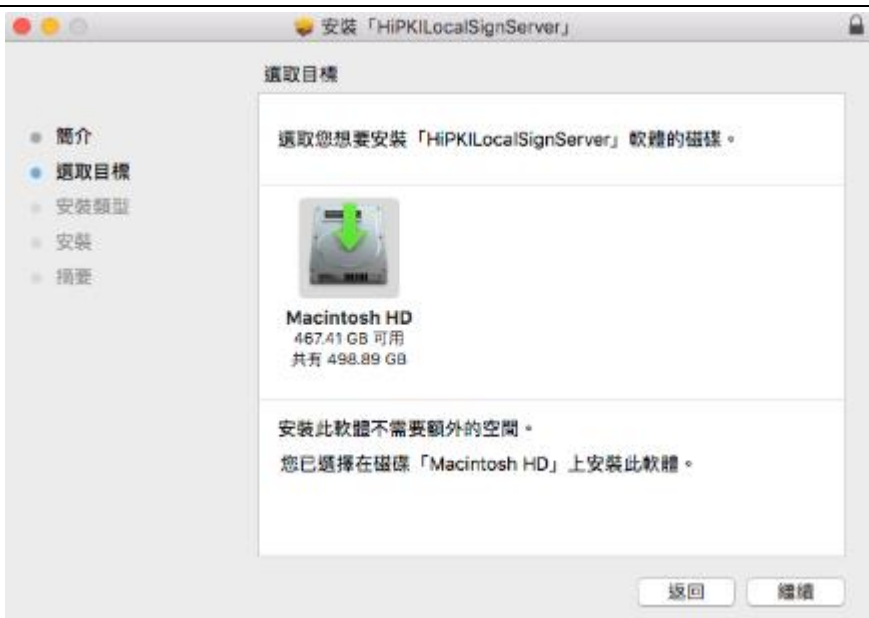 安裝「HiPKILocalSignServer」
選取目標
簡介
選取目標
安裝類型
安裝
摘要
選取您想要安裝「HiPKILocalSignServer」軟體的磁碟。
Macintosh HD
467.41 GB 可用
共有 498.89 GB
安裝此軟體不需要額外的空間。
您已選擇在磁碟「Macintosh HD」上安裝此軟體。
返回
繼續